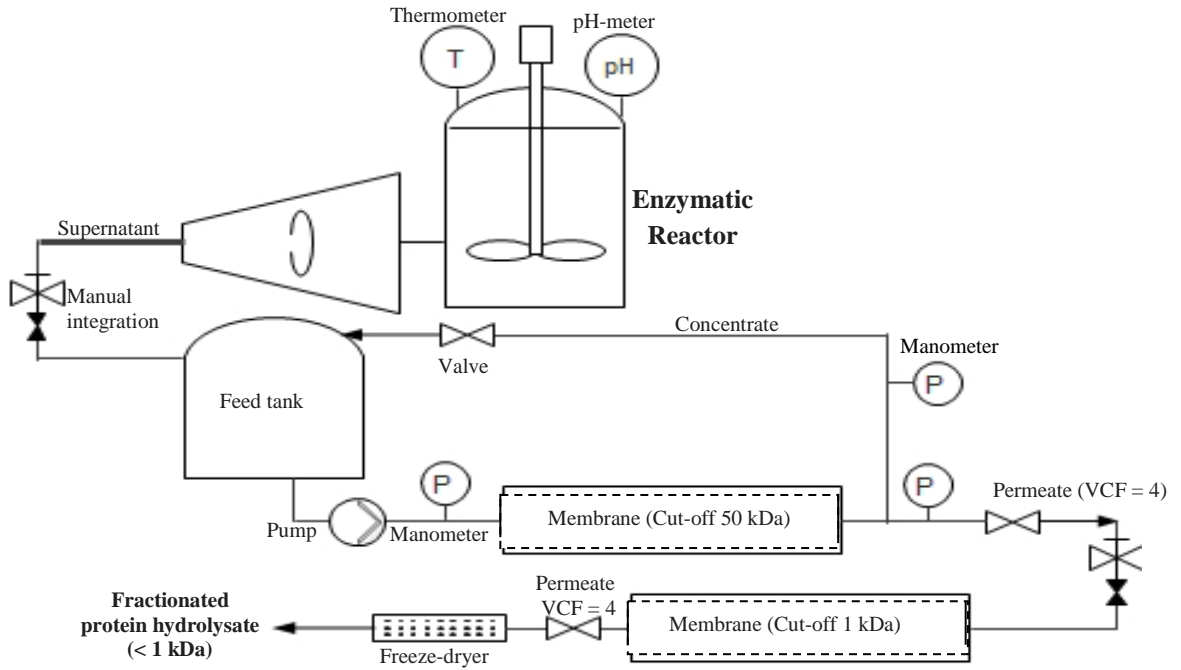 Thermometer
pH-meter
T
pH
Enzymatic
Reactor
Supernatant
Manual
integration
Concentrate
Manometer
P
Valve
Feed tank
P
P
Permeate (VCF = 4)
Membrane (Cut-off 50 kDa)
Pump
Manometer
Permeate
VCF = 4
Fractionated
protein hydrolysate
(< 1 kDa)
Membrane (Cut-off 1 kDa)
Freeze-dryer